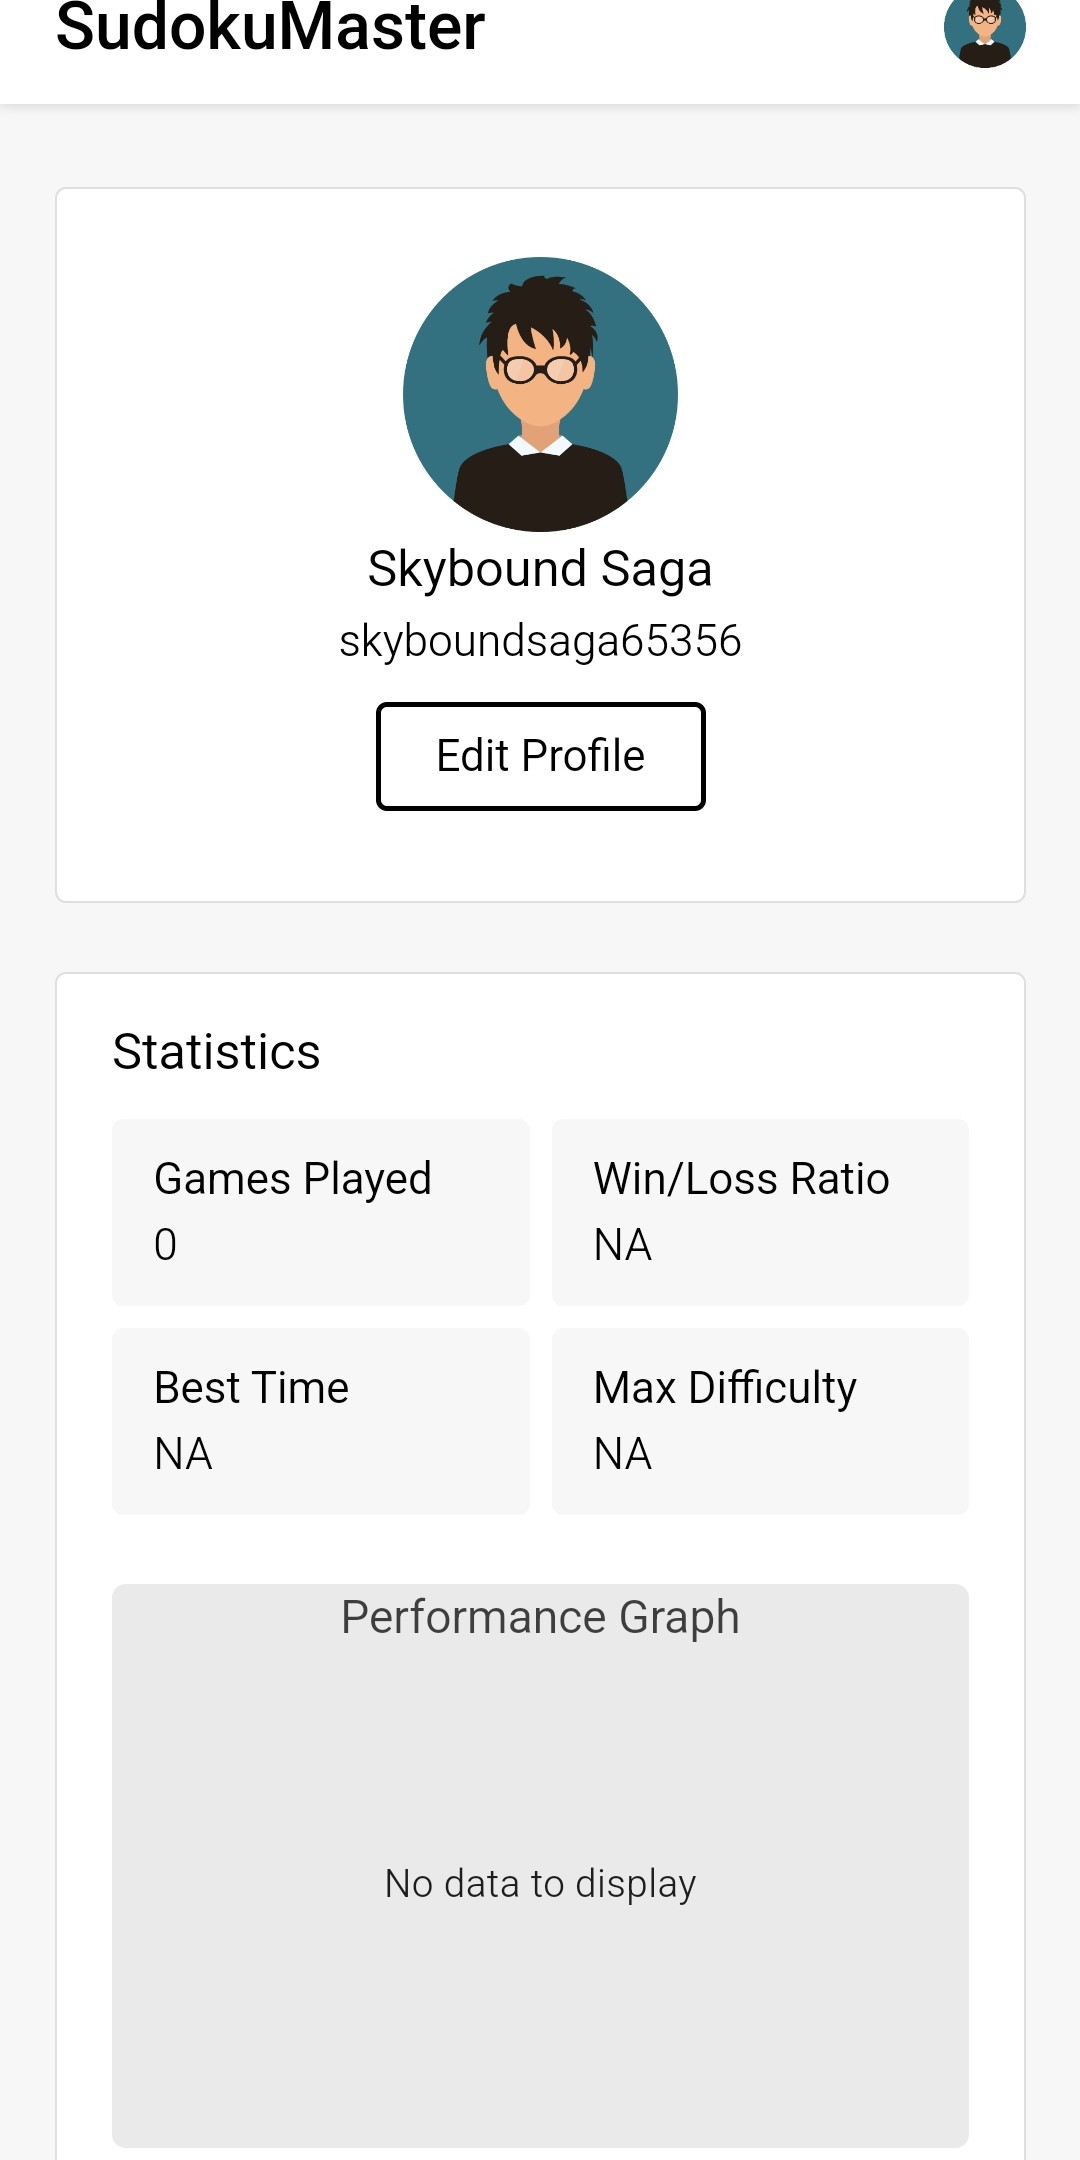 SudokuMaster
Skybound Saga
skyboundsaga65356
Edit Profile
Statistics
Games Played
0
Win/Loss Ratio
NA
Best Time
NA
Max Difficulty
NA
Performance Graph
No data to display